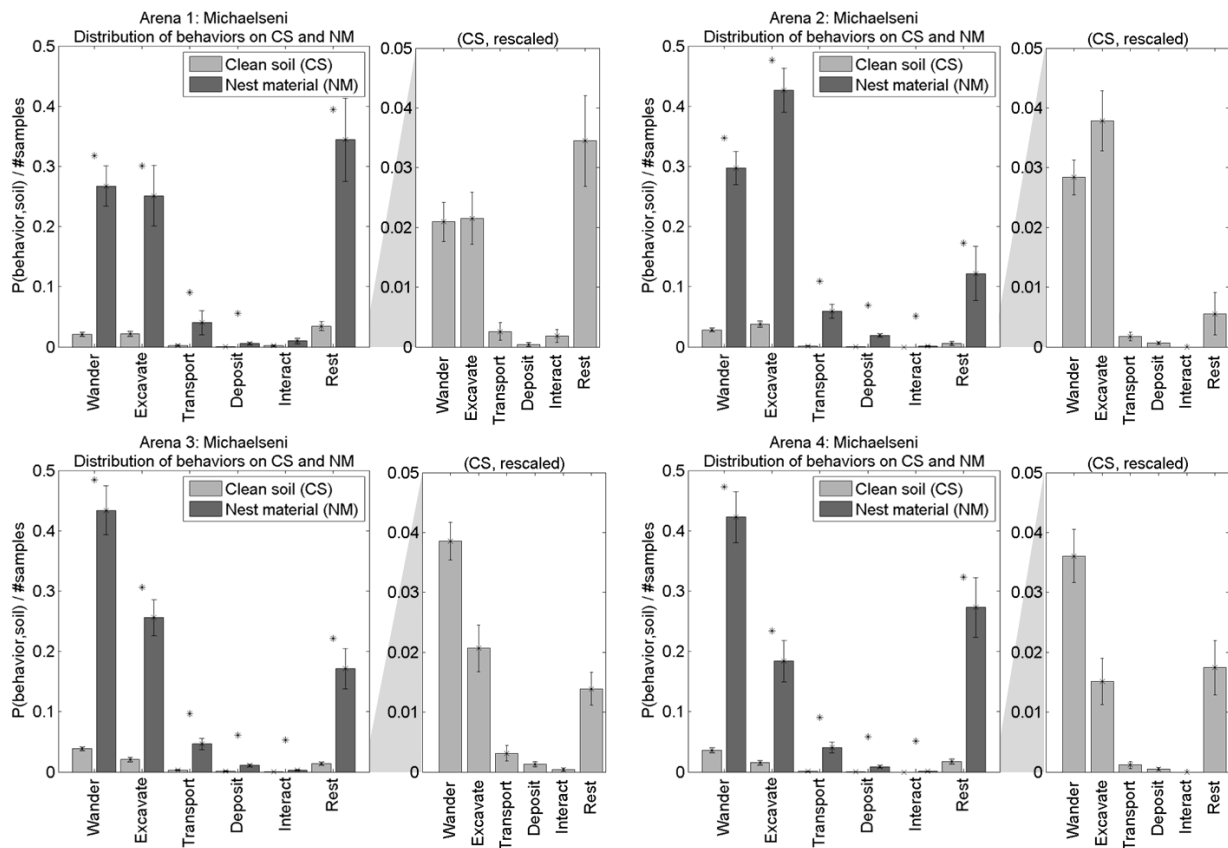 Arena 1: Michaelseni
Distribution of behaviors on CS and NM
(CS, rescaled)
P(behavior,soil) / #samples
0.5
0.4
0.3
0.2
0.1
0
Clean soil (CS)
Nest material (NM)
Wander
Excavate
Transport
Deposit
Interact
Rest
0.05
0.04
0.03
0.02
0.01
0.00
Wander
Excavate
Transport
Deposit
Interact
Rest
Arena 2: Michaelseni
Distribution of behaviors on CS and NM
(CS, rescaled)
P(behavior,soil) / #samples
0.5
0.4
0.3
0.2
0.1
0
Clean soil (CS)
Nest material (NM)
Wander
Excavate
Transport
Deposit
Interact
Rest
0.05
0.04
0.03
0.02
0.01
0.00
Wander
Excavate
Transport
Deposit
Interact
Rest
Arena 3: Michaelseni
Distribution of behaviors on CS and NM
(CS, rescaled)
P(behavior,soil) / #samples
0.5
0.4
0.3
0.2
0.1
0
Clean soil (CS)
Nest material (NM)
Wander
Excavate
Transport
Deposit
Interact
Rest
0.05
0.04
0.03
0.02
0.01
0.00
Wander
Excavate
Transport
Deposit
Interact
Rest
Arena 4: Michaelseni
Distribution of behaviors on CS and NM
(CS, rescaled)
P(behavior,soil) / #samples
0.5
0.4
0.3
0.2
0.1
0
Clean soil (CS)
Nest material (NM)
Wander
Excavate
Transport
Deposit
Interact
Rest
0.05
0.04
0.03
0.02
0.01
0.00
Wander
Excavate
Transport
Deposit
Interact
Rest